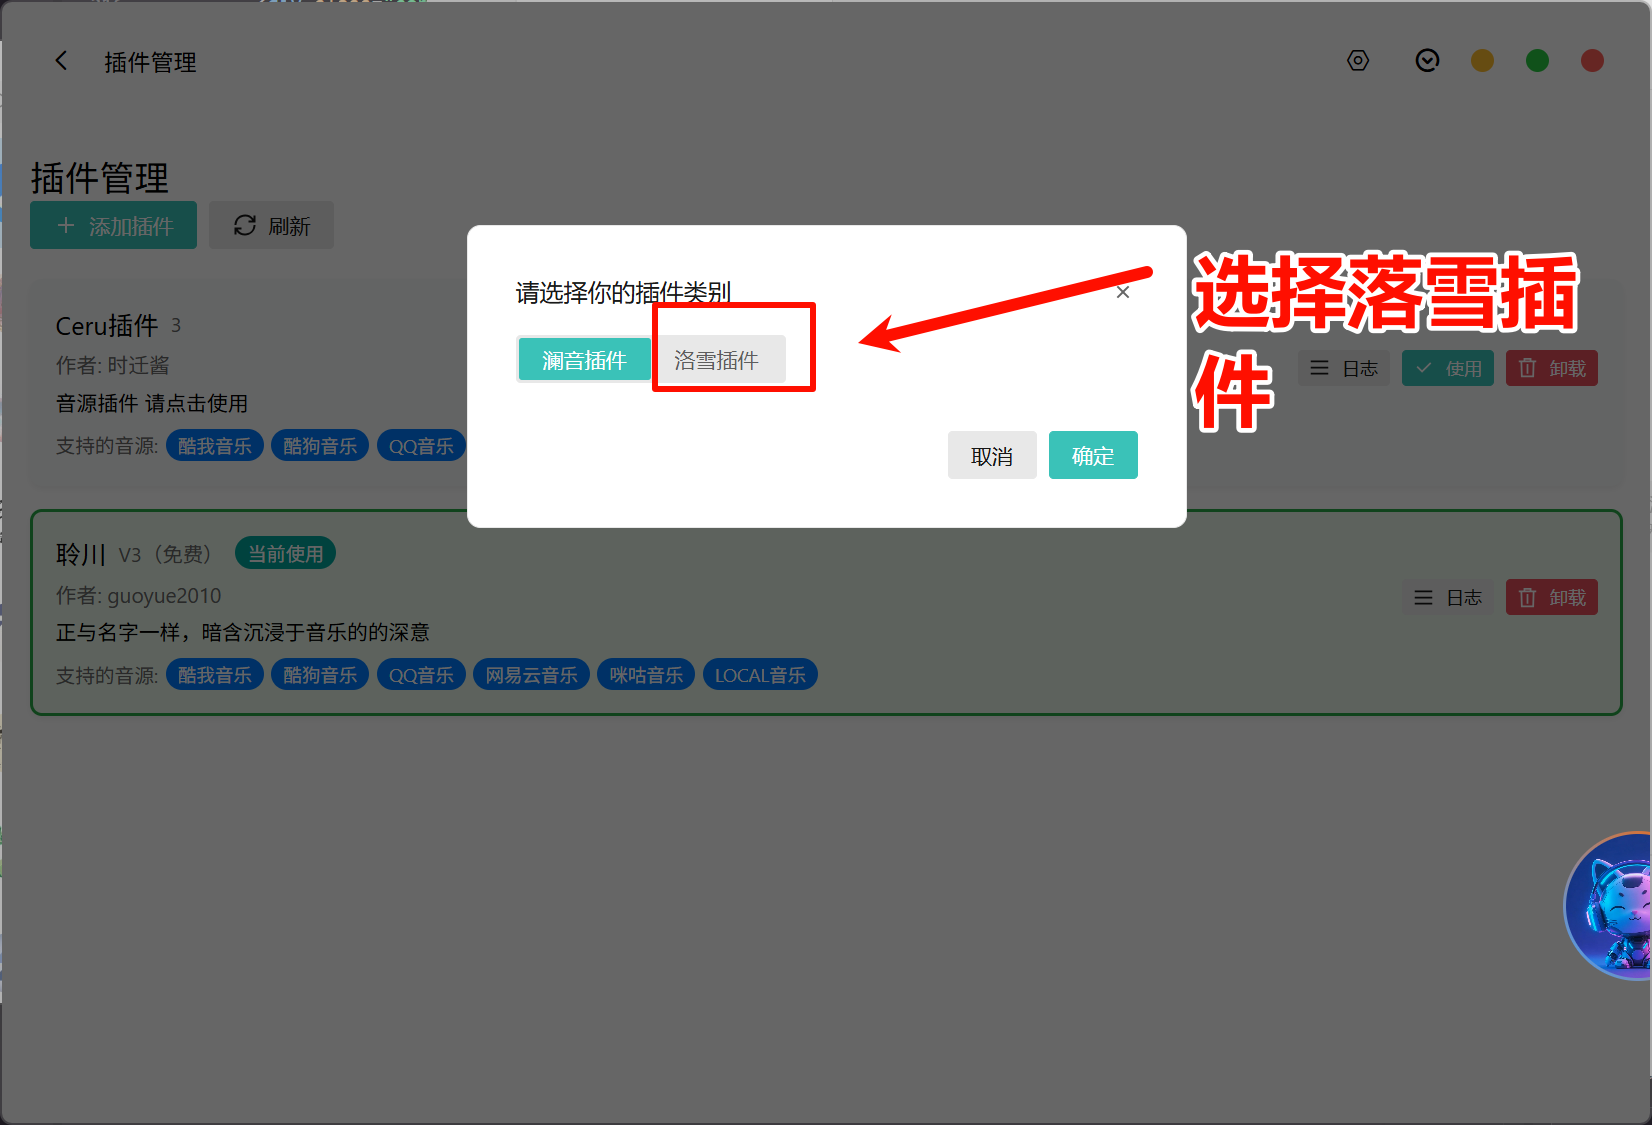 插件管理
插件管理
添加插件
刷新
请选择你的插件类别
澜音插件
洛雪插件
取消
确定
选择落雪插
件
Ceru插件 3
作者: 时迁酱
音源插件 请点击使用
支持的音源: 酷我音乐 酷狗音乐 QQ音乐
日志
使用
卸载
聆川 V3（免费） 当前使用
作者: guoyue2010
正与名字一样，暗含沉浸于音乐的的深意
支持的音源: 酷我音乐 酷狗音乐 QQ音乐 网易云音乐 咪咕音乐 LOCAL音乐
日志
卸载